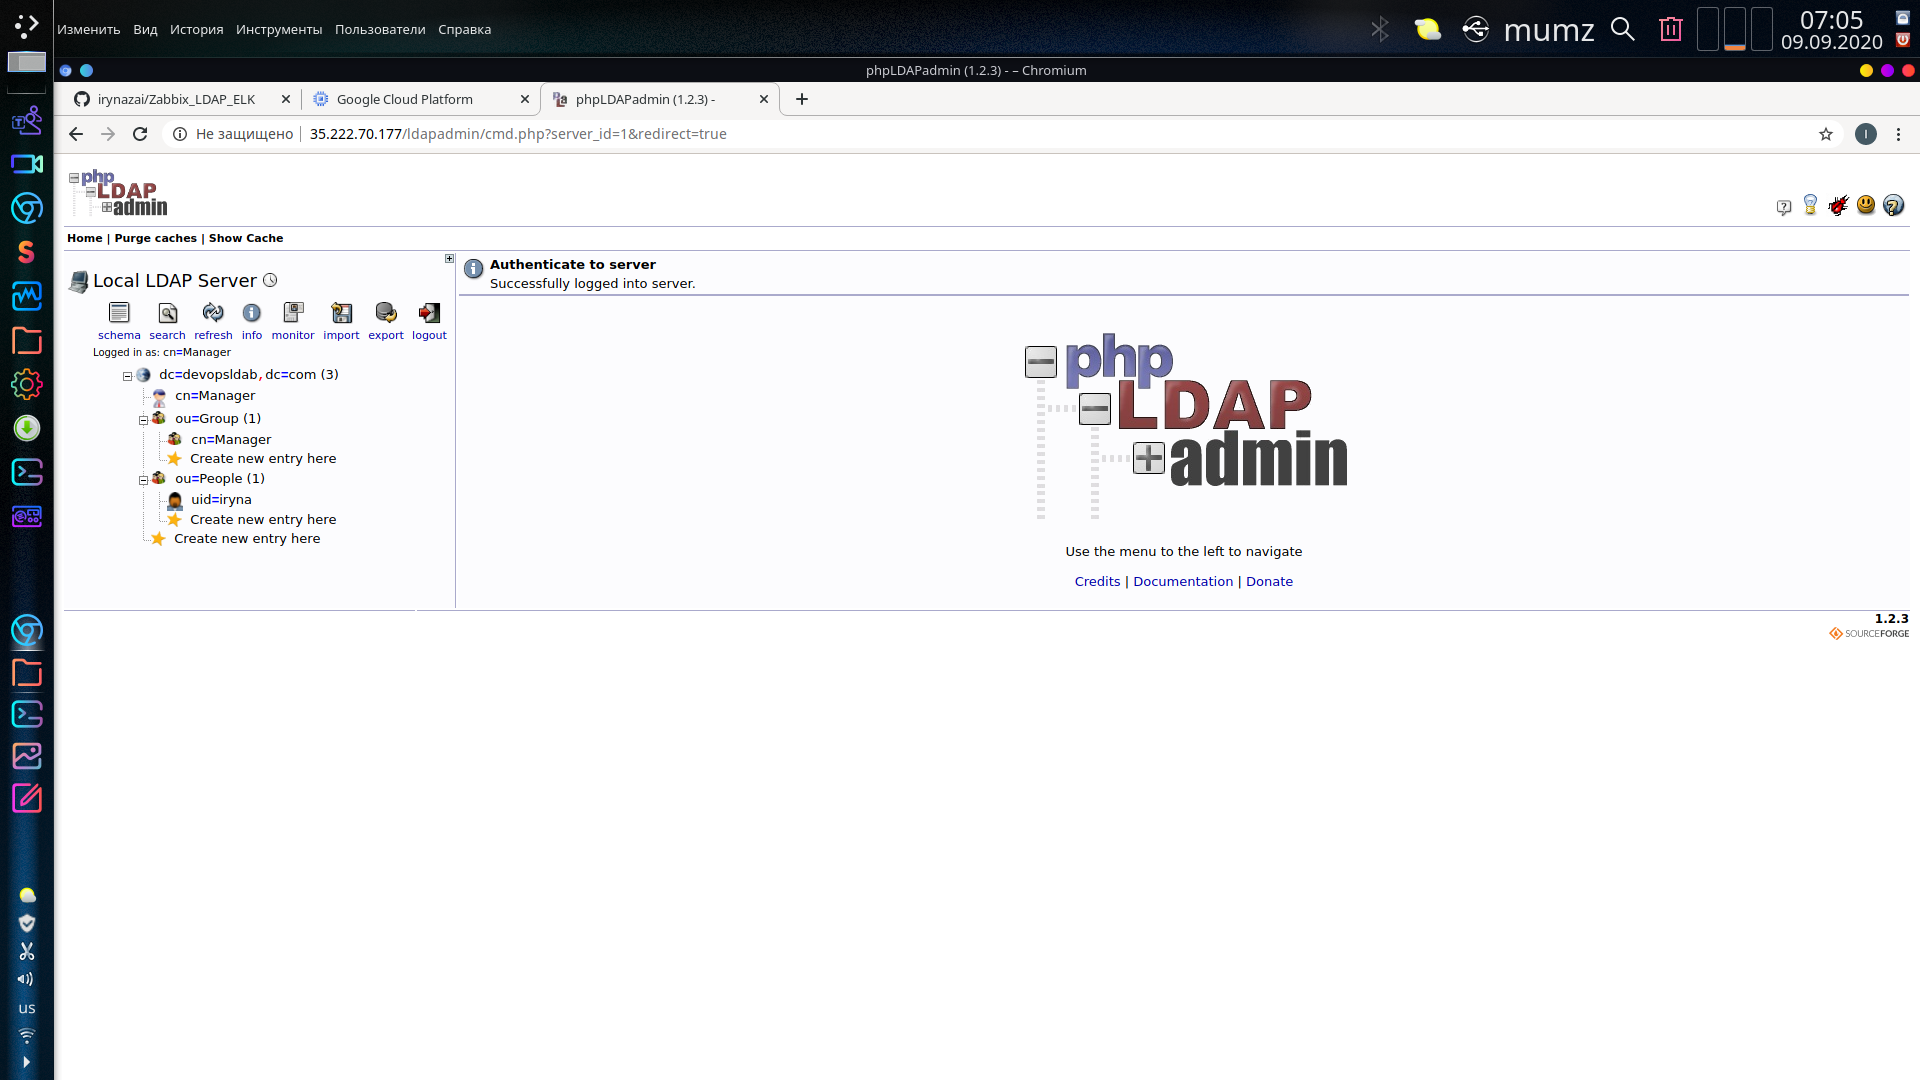 Изменить Вид История Инструменты Пользователи Справка
mumz
07:05
09.09.2020
phpLDAPadmin (1.2.3) - – Chromium
irynazai/Zabbix_LDAP_ELK
Google Cloud Platform
phpLDAPadmin (1.2.3) -
Не защищено
35.222.70.177/ldapadmin/cmd.php?server_id=1&redirect=true
I
php
LDAP
admin
Home | Purge caches | Show Cache
Local LDAP Server
schema search refresh info monitor import export logout
Logged in as: cn=Manager
dc=devopsldab,dc=com (3)
cn=Manager
ou=Group (1)
cn=Manager
Create new entry here
ou=People (1)
uid=iryna
Create new entry here
Create new entry here
Authenticate to server
Successfully logged into server.
php
LDAP
admin
Use the menu to the left to navigate
Credits | Documentation | Donate
1.2.3
SOURCEFORGE
us